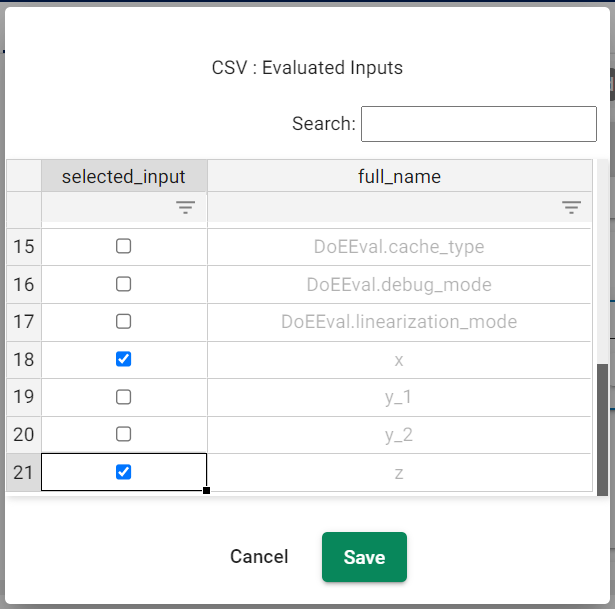 CSV : Evaluated Inputs
Search:
selected_input full_name
15 DoEEval.cache_type
16 DoEEval.debug_mode
17 DoEEval.linearization_mode
18 x
19 y_1
20 y_2
21 z
Cancel Save